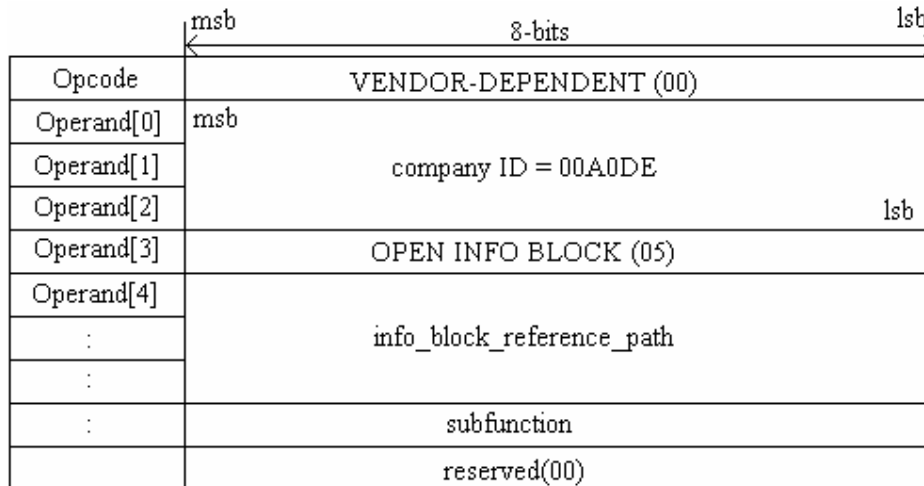 msb 8-bits lsb
Opcode VENDOR-DEPENDENT (00)
Operand[0] msb
Operand[1] company ID = 00A0DE
Operand[2] lsb
Operand[3] OPEN INFO BLOCK (05)
Operand[4]
: info_block_reference_path
:
: subfunction
reserved(00)